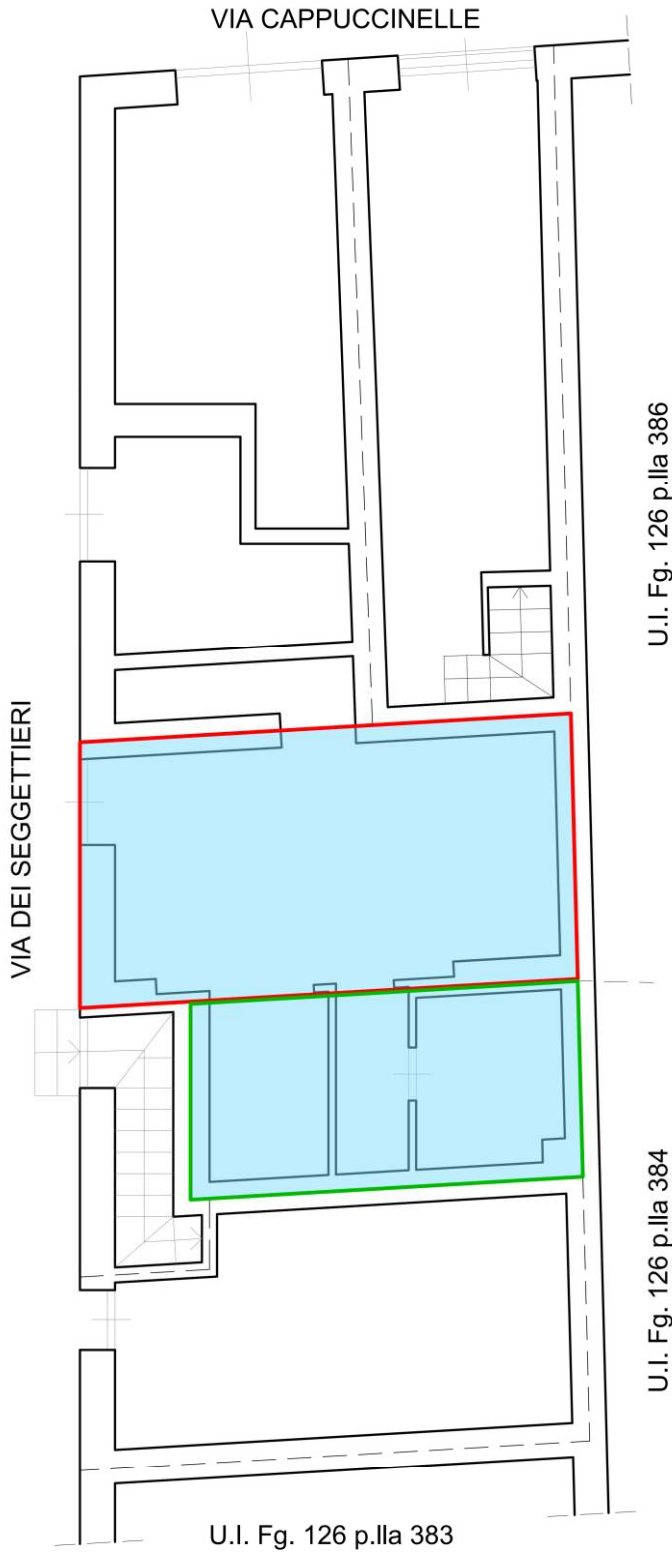 VIA CAPPUCCINELLE
U.I. Fg. 126 p.lla 386
VIA DEI SEGGETTIERI
U.I. Fg. 126 p.lla 384
U.I. Fg. 126 p.lla 383